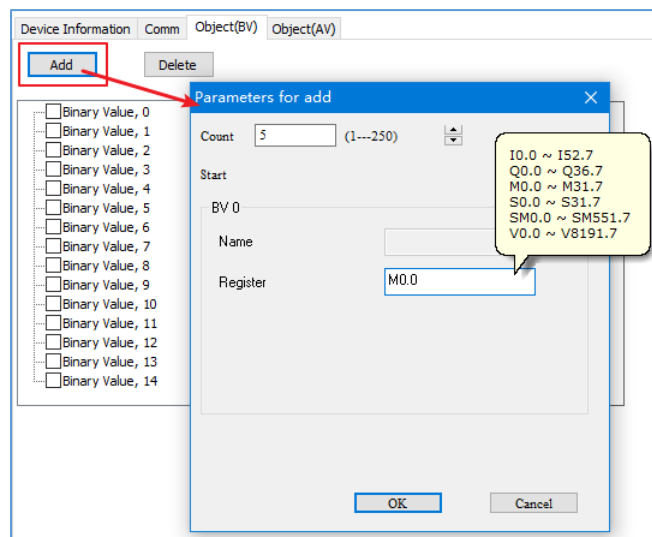 Device Information Comm Object(BV) Object(AV)
Add Delete
Binary Value, 0
Binary Value, 1
Binary Value, 2
Binary Value, 3
Binary Value, 4
Binary Value, 5
Binary Value, 6
Binary Value, 7
Binary Value, 8
Binary Value, 9
Binary Value, 10
Binary Value, 11
Binary Value, 12
Binary Value, 13
Binary Value, 14
Parameters for add
Count 5 (1---250)
Start
BV 0
Name
Register M0.0
I0.0 ~ I52.7
Q0.0 ~ Q36.7
M0.0 ~ M31.7
S0.0 ~ S31.7
SM0.0 ~ SM551.7
V0.0 ~ V8191.7
OK Cancel